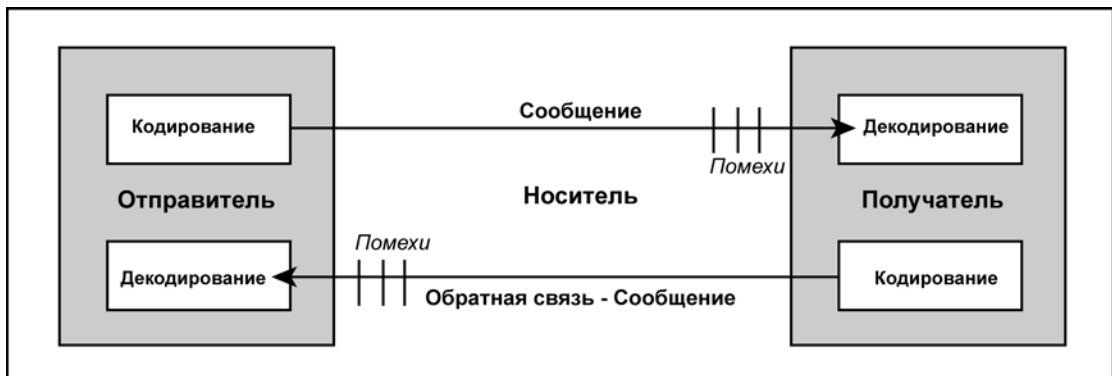 Сообщение
Кодирование
Декодирование
Помехи
Отправитель
Носитель
Получатель
Помехи
Декодирование
Кодирование
Обратная связь - Сообщение